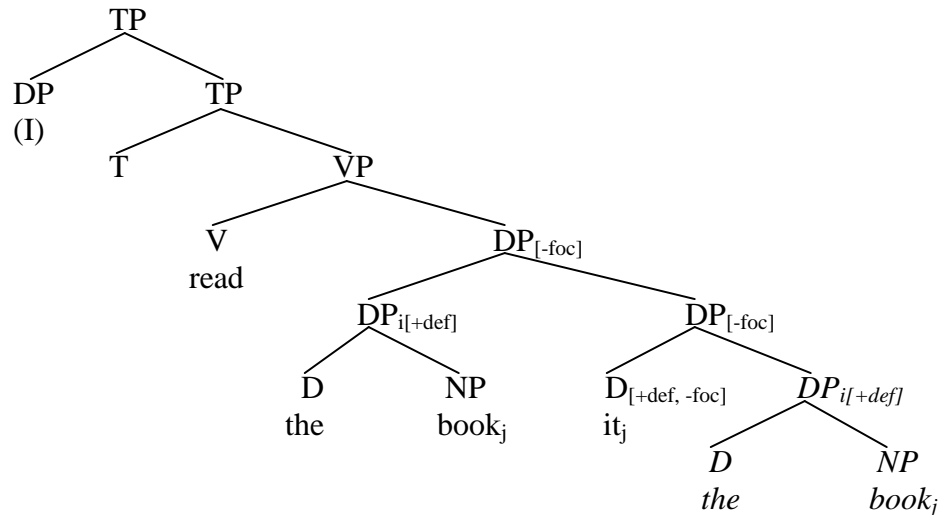 TP
DP TP
(I)
T VP
V DP[-foc]
read
DPi[+def] DP[-foc]
D NP D[+def, -foc] DPi[+def]
the bookj itj
D NP
the bookj